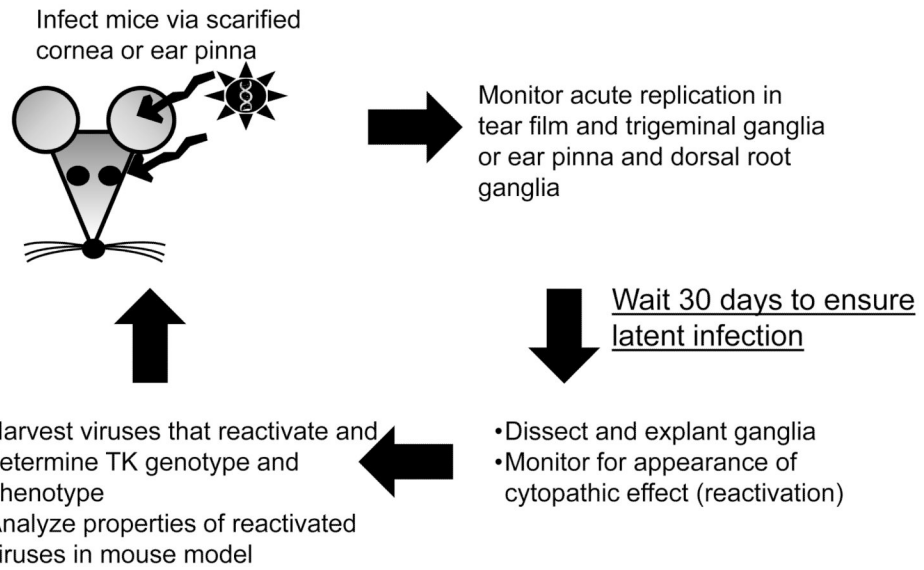 Infect mice via scarified
cornea or ear pinna
Monitor acute replication in
tear film and trigeminal ganglia
or ear pinna and dorsal root
ganglia
Wait 30 days to ensure
latent infection
•Dissect and explant ganglia
•Monitor for appearance of
cytopathic effect (reactivation)
arvest viruses that reactivate and
etermine TK genotype and
henotype
nalyze properties of reactivated
iruses in mouse model